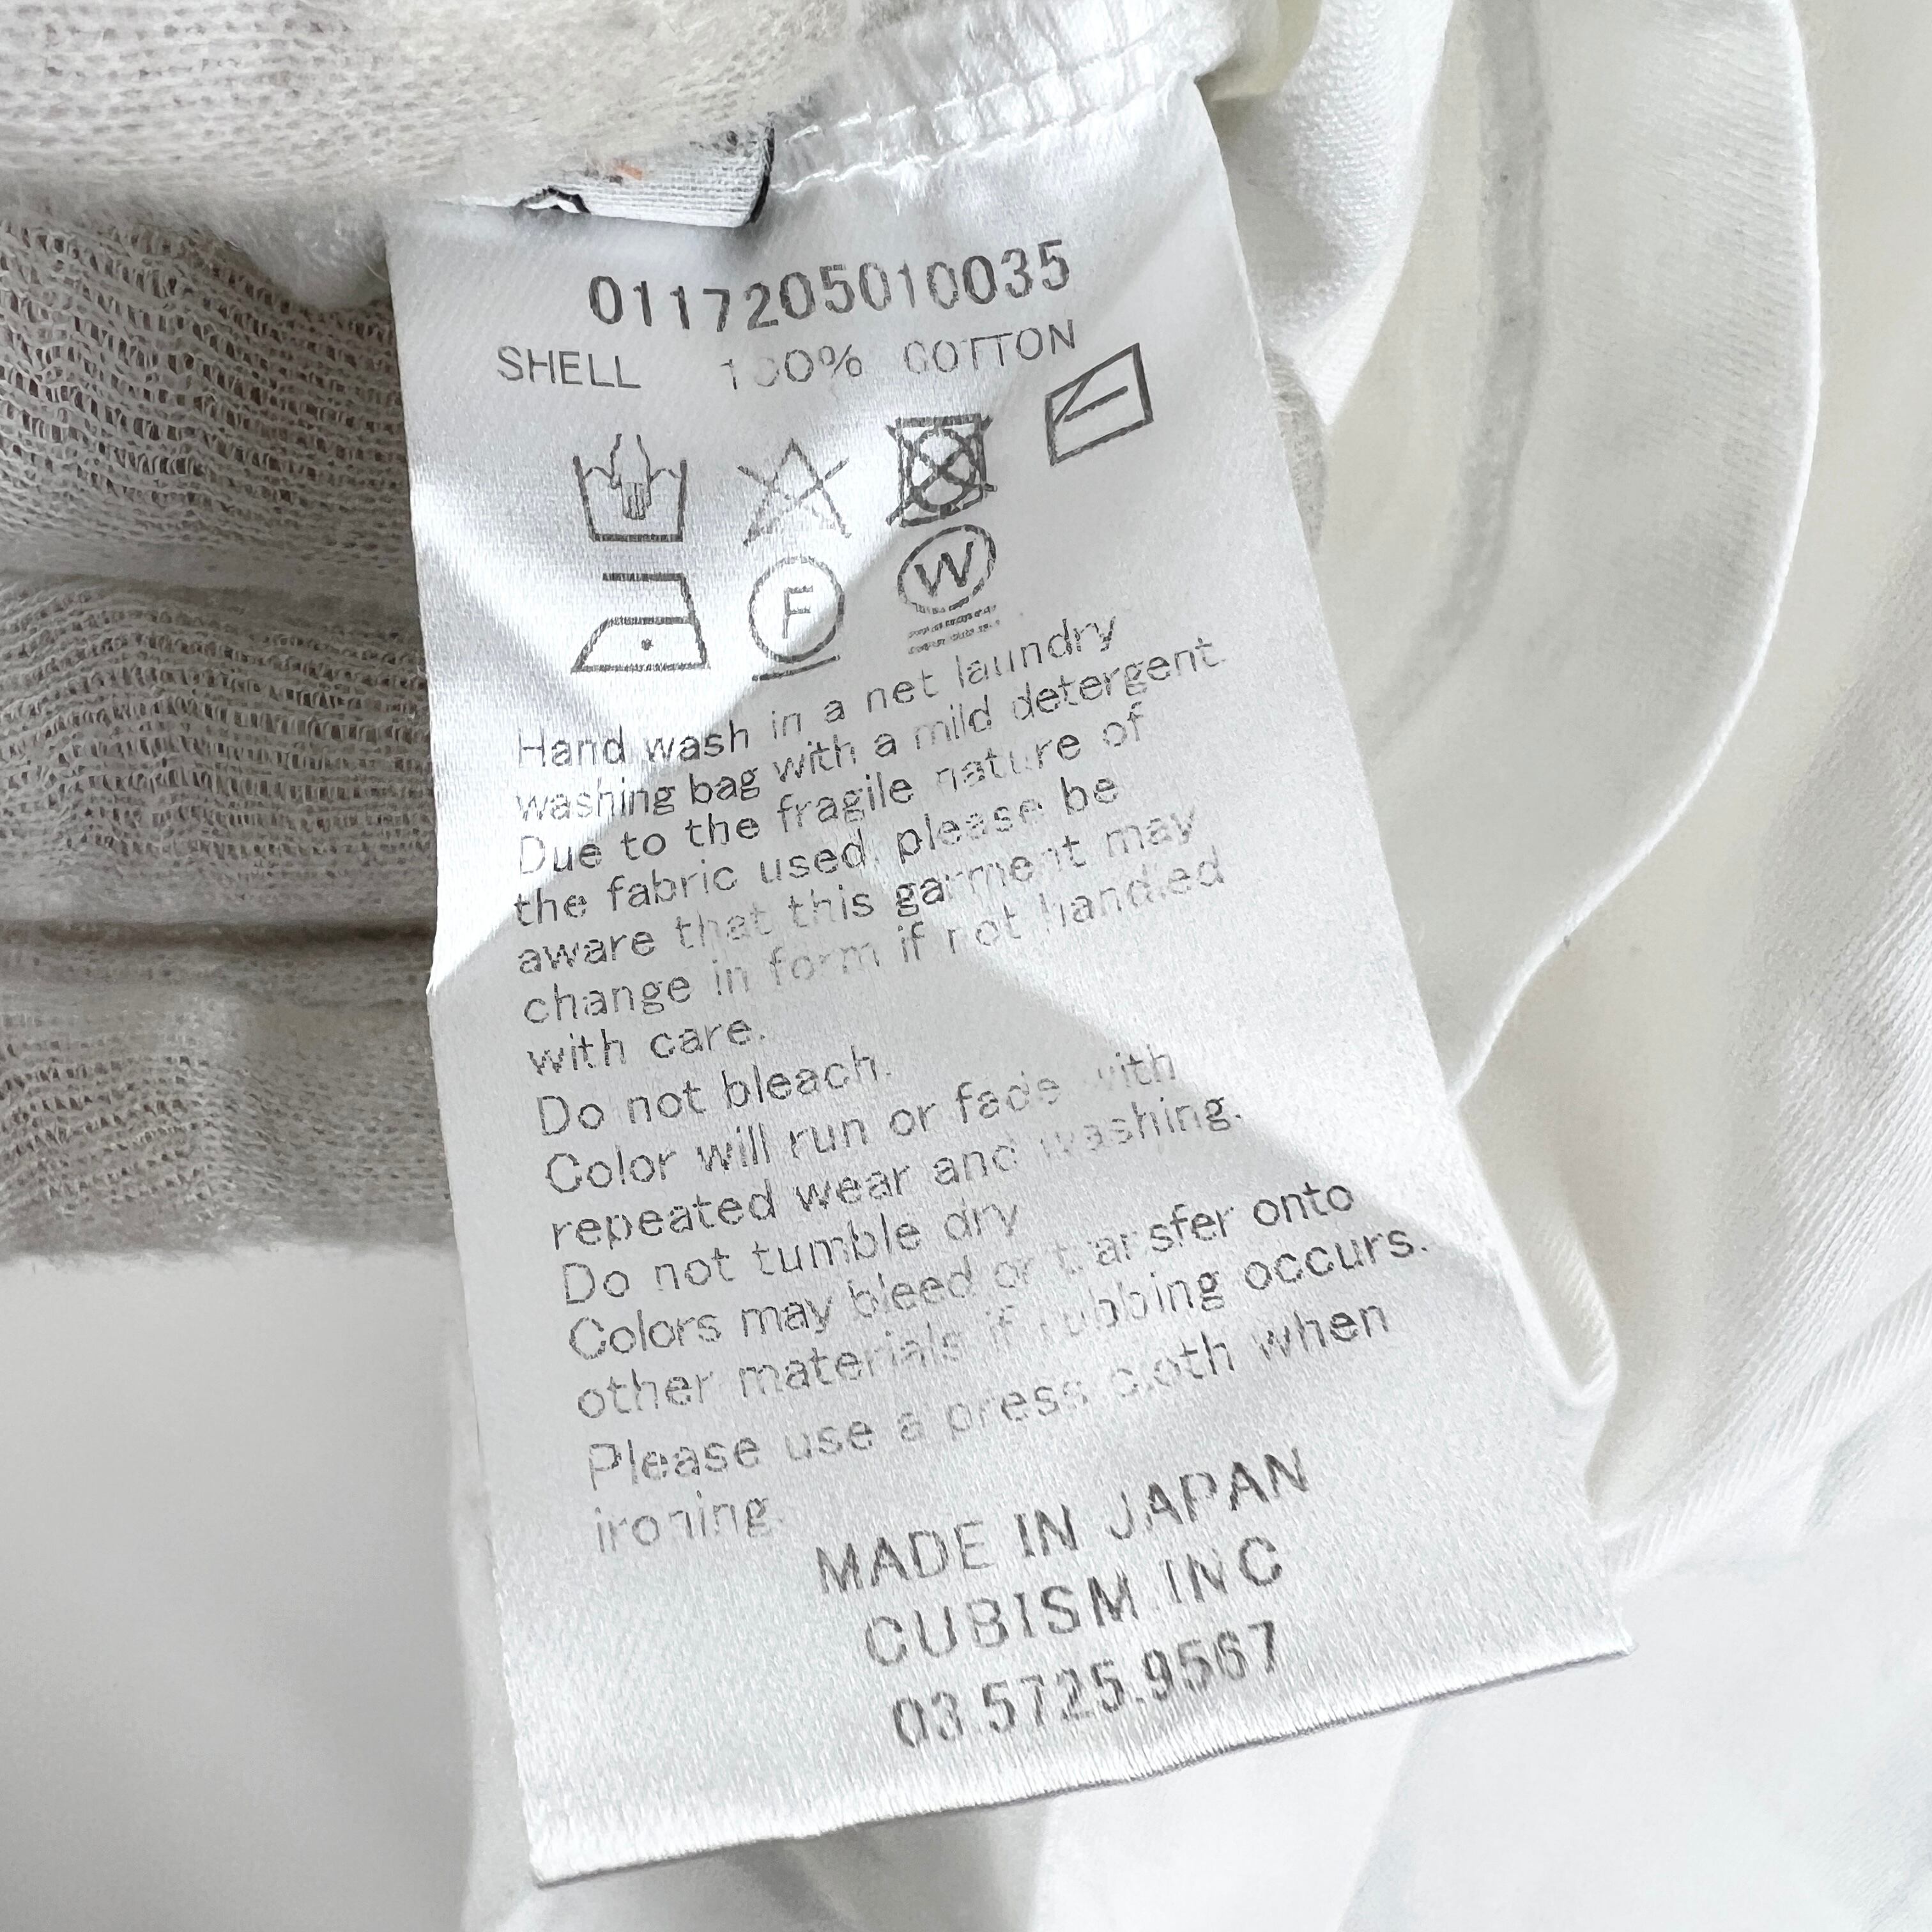 0117205010035
SHELL 100% COTTON
F
W
Hand wash in a net laundry
washing bag with a mild detergent.
Due to the fragile nature of
the fabric used, please be
aware that this garment may
change in form if not handled
with care.
Do not bleach.
Color will run or fade with
repeated wear and washing.
Do not tumble dry
Colors may bleed or transfer onto
other materials if rubbing occurs.
Please use a press cloth when
ironing.
MADE IN JAPAN
CUBISM.INC
03.5725.9567